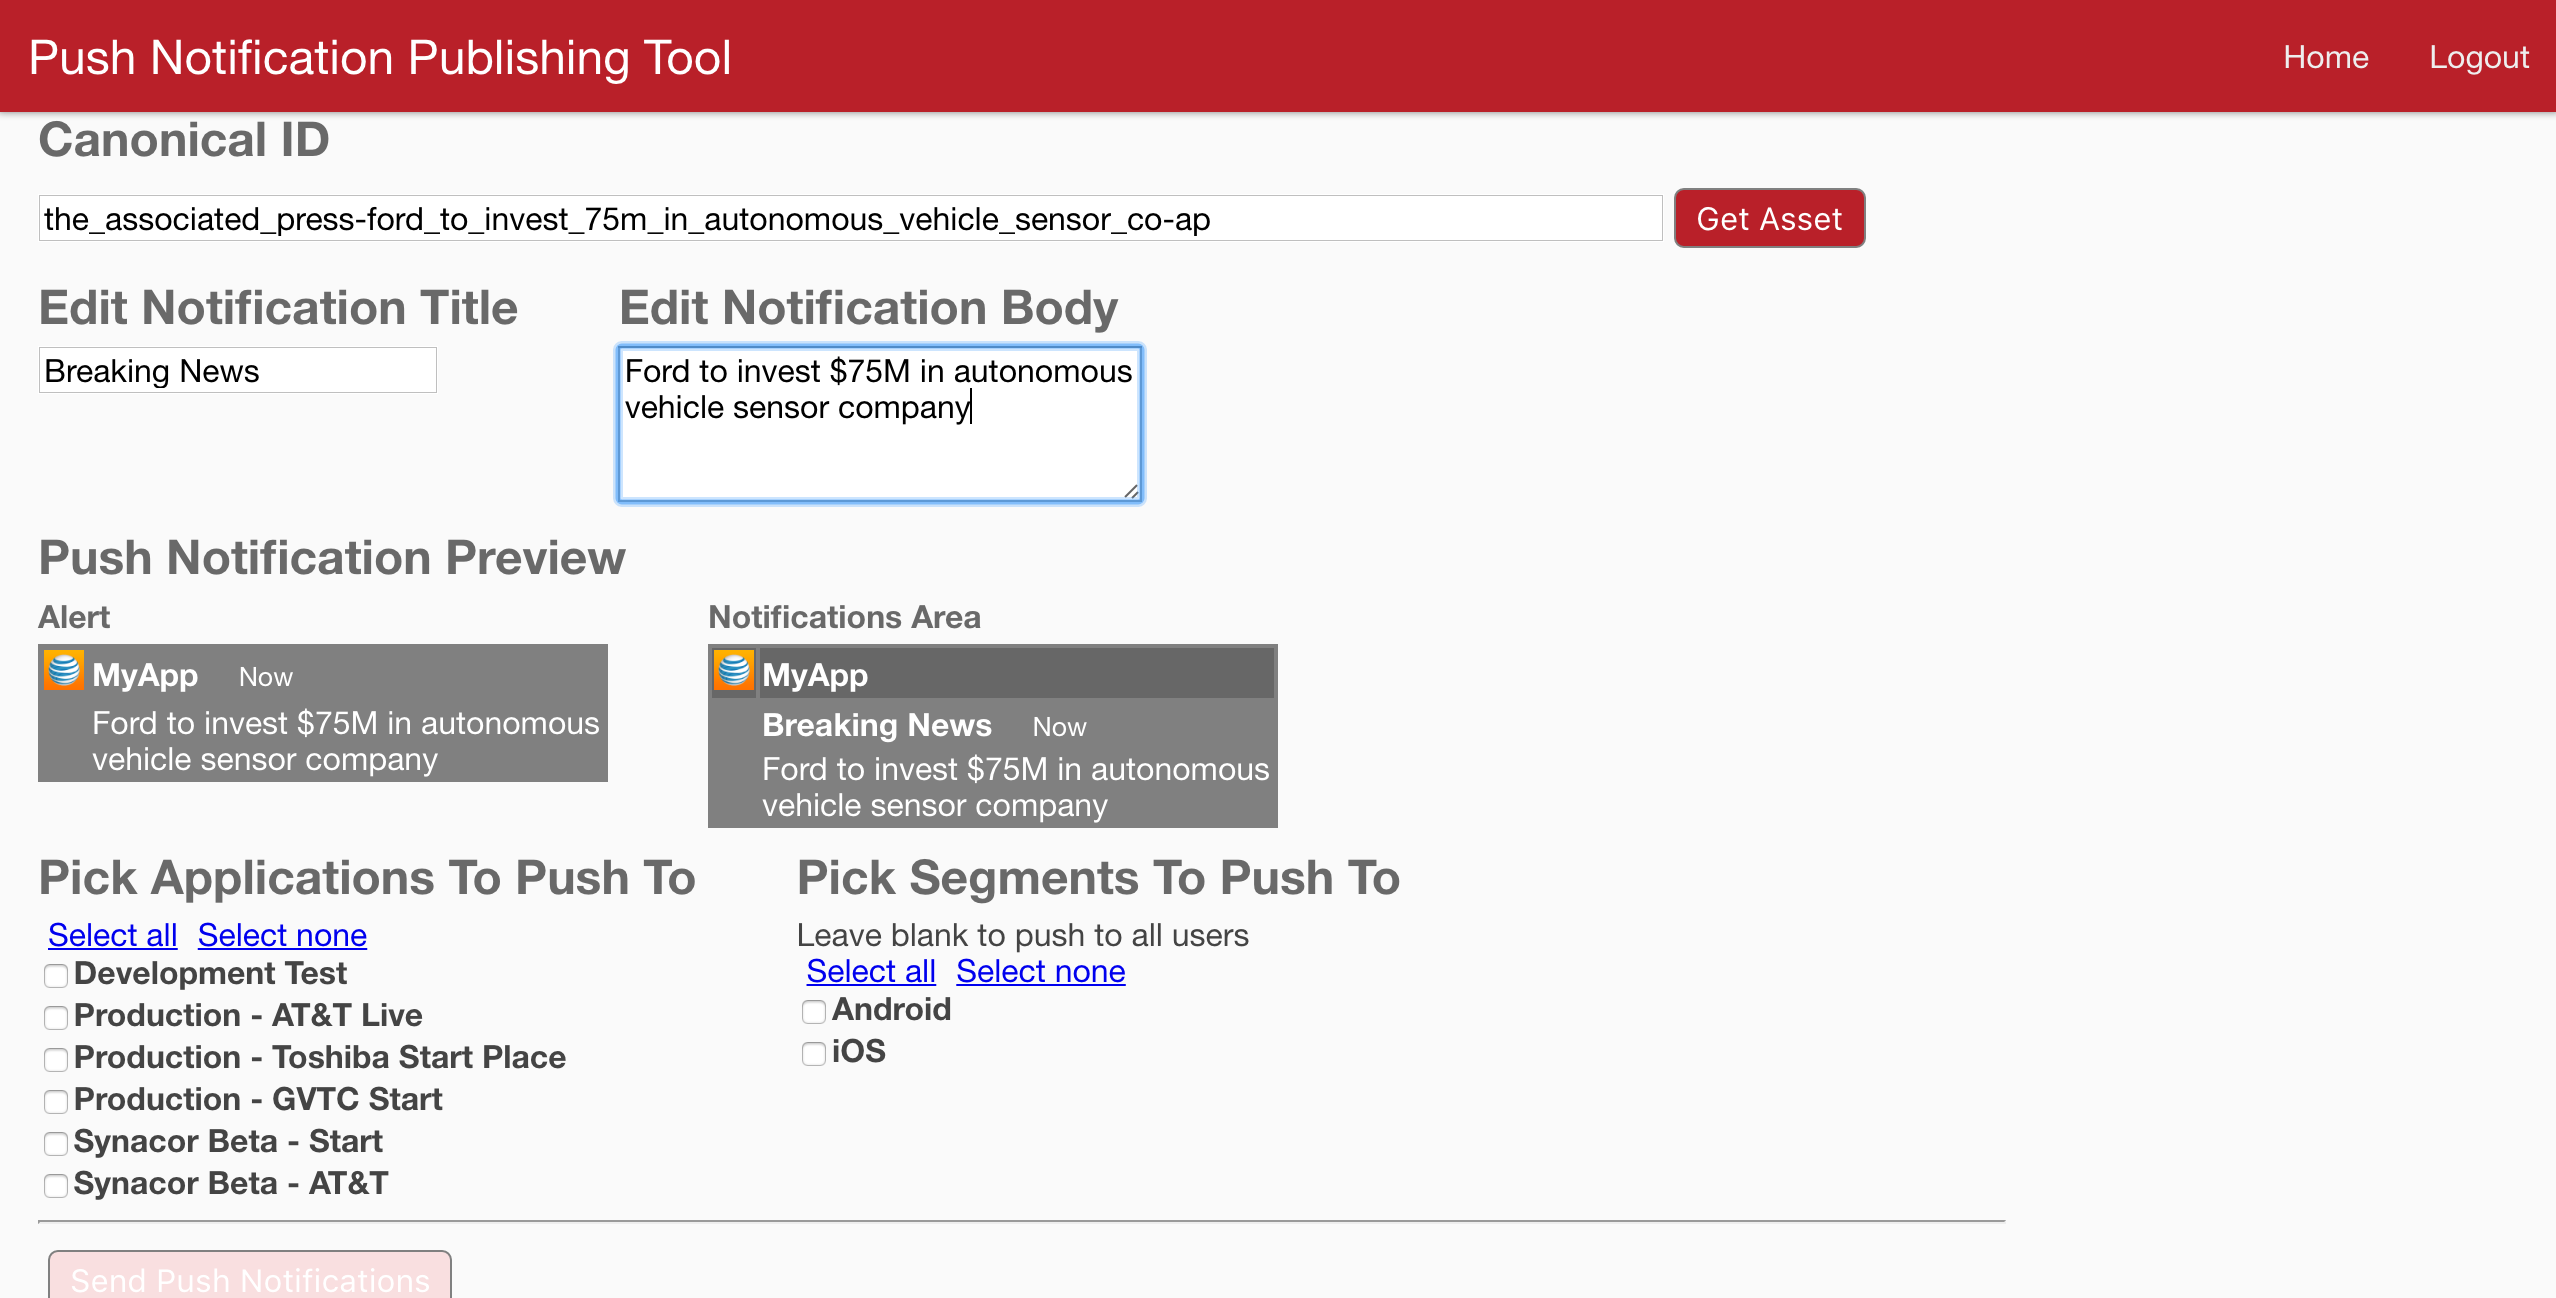 Push Notification Publishing Tool
Home
Logout
Canonical ID
the_associated_press-ford_to_invest_75m_in_autonomous_vehicle_sensor_co-ap
Get Asset
Edit Notification Title
Breaking News
Edit Notification Body
Ford to invest $75M in autonomous
vehicle sensor company
Push Notification Preview
Alert
MyApp Now
Ford to invest $75M in autonomous
vehicle sensor company
Notifications Area
MyApp
Breaking News Now
Ford to invest $75M in autonomous
vehicle sensor company
Pick Applications To Push To
Select all Select none
Development Test
Production - AT&T Live
Production - Toshiba Start Place
Production - GVTC Start
Synacor Beta - Start
Synacor Beta - AT&T
Pick Segments To Push To
Leave blank to push to all users
Select all Select none
Android
iOS
Send Push Notifications